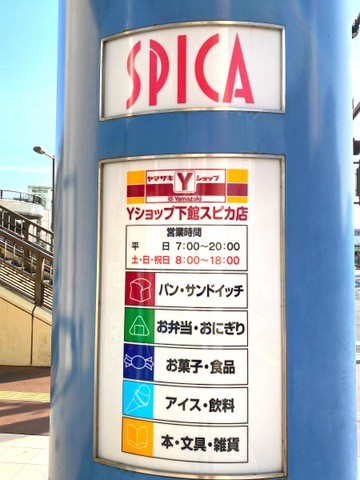 SPICA
ヤマザキ Y ショップ
Yamazaki
Yショップ下館スピカ店
営業時間
平 日 7:00～20:00
土・日・祝日 8:00～18:00
パン・サンドイッチ
お弁当・おにぎり
お菓子・食品
アイス・飲料
本・文具・雑貨